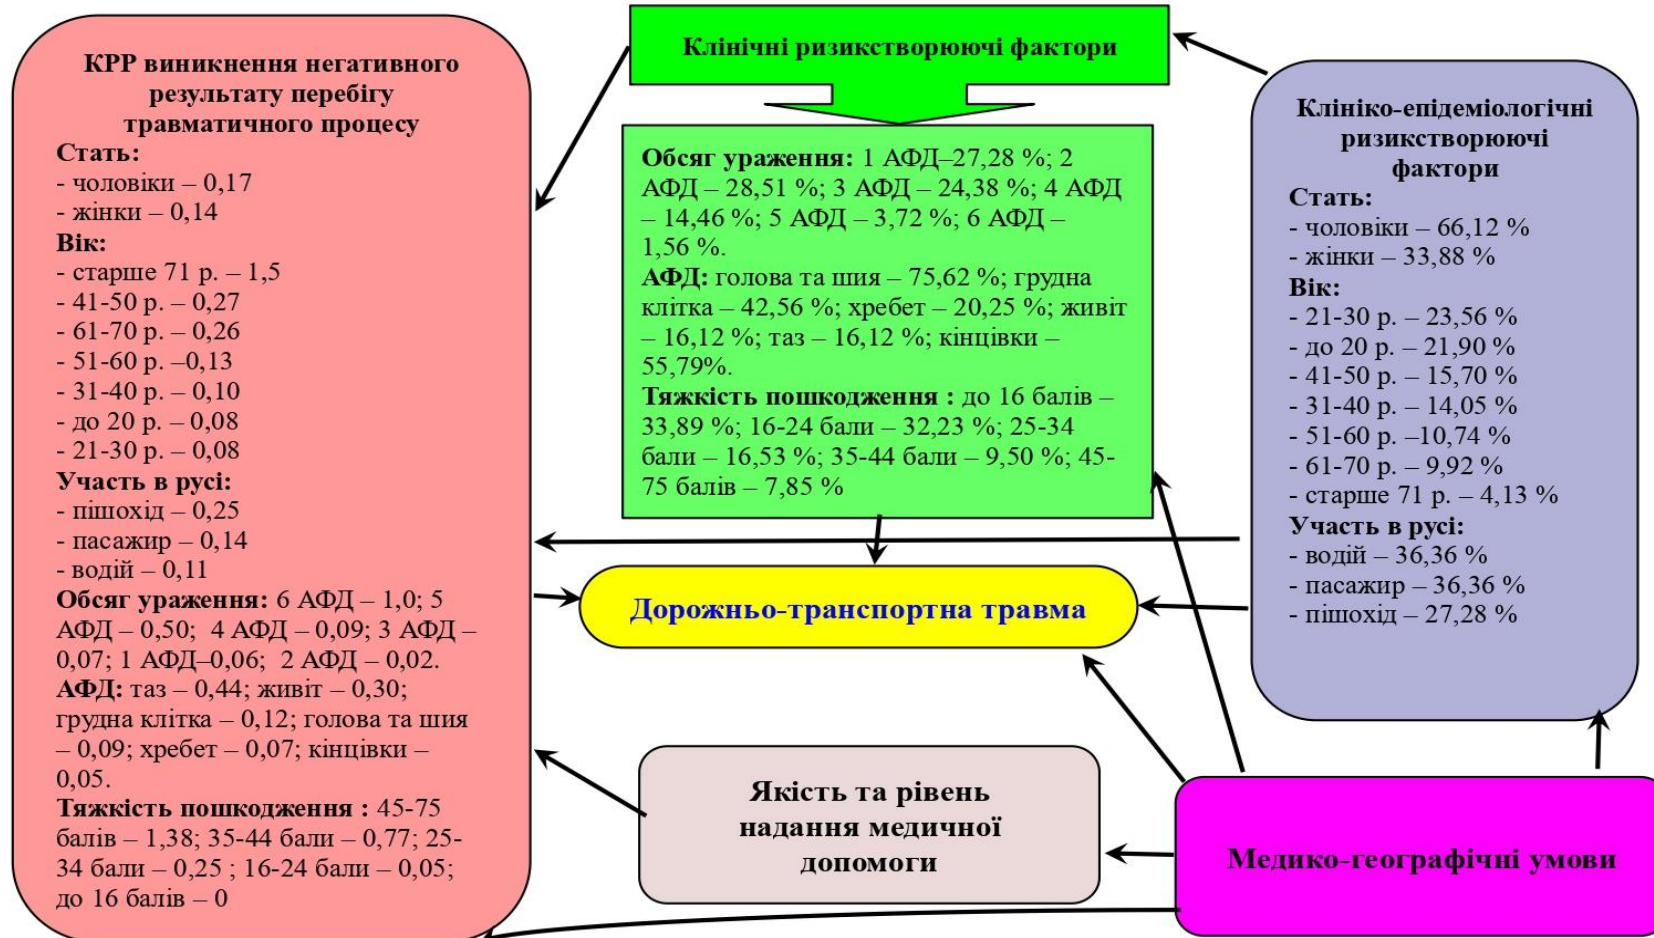 КРР виникнення негативного
результату перебігу
травматичного процесу
Стать:
- чоловіки – 0,17
- жінки – 0,14
Вік:
- старше 71 р. – 1,5
- 41-50 р. – 0,27
- 61-70 р. – 0,26
- 51-60 р. –0,13
- 31-40 р. – 0,10
- до 20 р. – 0,08
- 21-30 р. – 0,08
Участь в русі:
- пішохід – 0,25
- пасажир – 0,14
- водій – 0,11
Обсяг ураження: 6 АФД – 1,0; 5
АФД – 0,50; 4 АФД – 0,09; 3 АФД –
0,07; 1 АФД–0,06; 2 АФД – 0,02.
АФД: таз – 0,44; живіт – 0,30;
грудна клітка – 0,12; голова та шия
– 0,09; хребет – 0,07; кінцівки –
0,05.
Тяжкість пошкодження : 45-75
балів – 1,38; 35-44 бали – 0,77; 25-
34 бали – 0,25 ; 16-24 бали – 0,05;
до 16 балів – 0
Клінічні ризикстворюючі фактори
Обсяг ураження: 1 АФД–27,28 %; 2
АФД – 28,51 %; 3 АФД – 24,38 %; 4 АФД
– 14,46 %; 5 АФД – 3,72 %; 6 АФД –
1,56 %.
АФД: голова та шия – 75,62 %; грудна
клітка – 42,56 %; хребет – 20,25 %; живіт
– 16,12 %; таз – 16,12 %; кінцівки –
55,79%.
Тяжкість пошкодження : до 16 балів –
33,89 %; 16-24 бали – 32,23 %; 25-34
бали – 16,53 %; 35-44 бали – 9,50 %; 45-
75 балів – 7,85 %
Дорожньо-транспортна травма
Якість та рівень
надання медичної
допомоги
Клініко-епідеміологічні
ризикстворюючі
фактори
Стать:
- чоловіки – 66,12 %
- жінки – 33,88 %
Вік:
- 21-30 р. – 23,56 %
- до 20 р. – 21,90 %
- 41-50 р. – 15,70 %
- 31-40 р. – 14,05 %
- 51-60 р. –10,74 %
- 61-70 р. – 9,92 %
- старше 71 р. – 4,13 %
Участь в русі:
- водій – 36,36 %
- пасажир – 36,36 %
- пішохід – 27,28 %
Медико-географічні умови